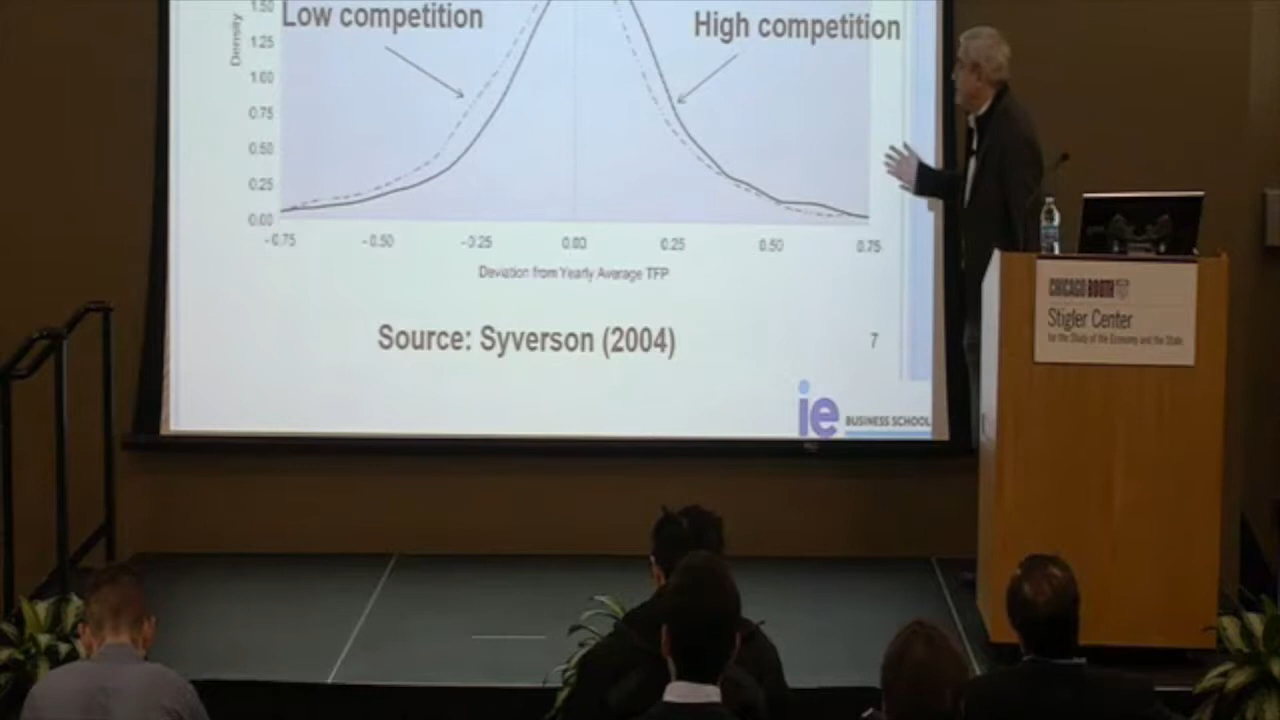 1.50
Low competition
High competition
Density
1.25
1.00
0.75
0.50
0.25
0.00
-0.75
-0.50
-0.25
0.00
0.25
0.50
0.75
Deviation from Yearly Average TFP
Source: Syverson (2004)
7
ie
BUSINESS SCHOOL
CHICAGO BOOTH
Stigler Center
for the Study of the Economy and the State